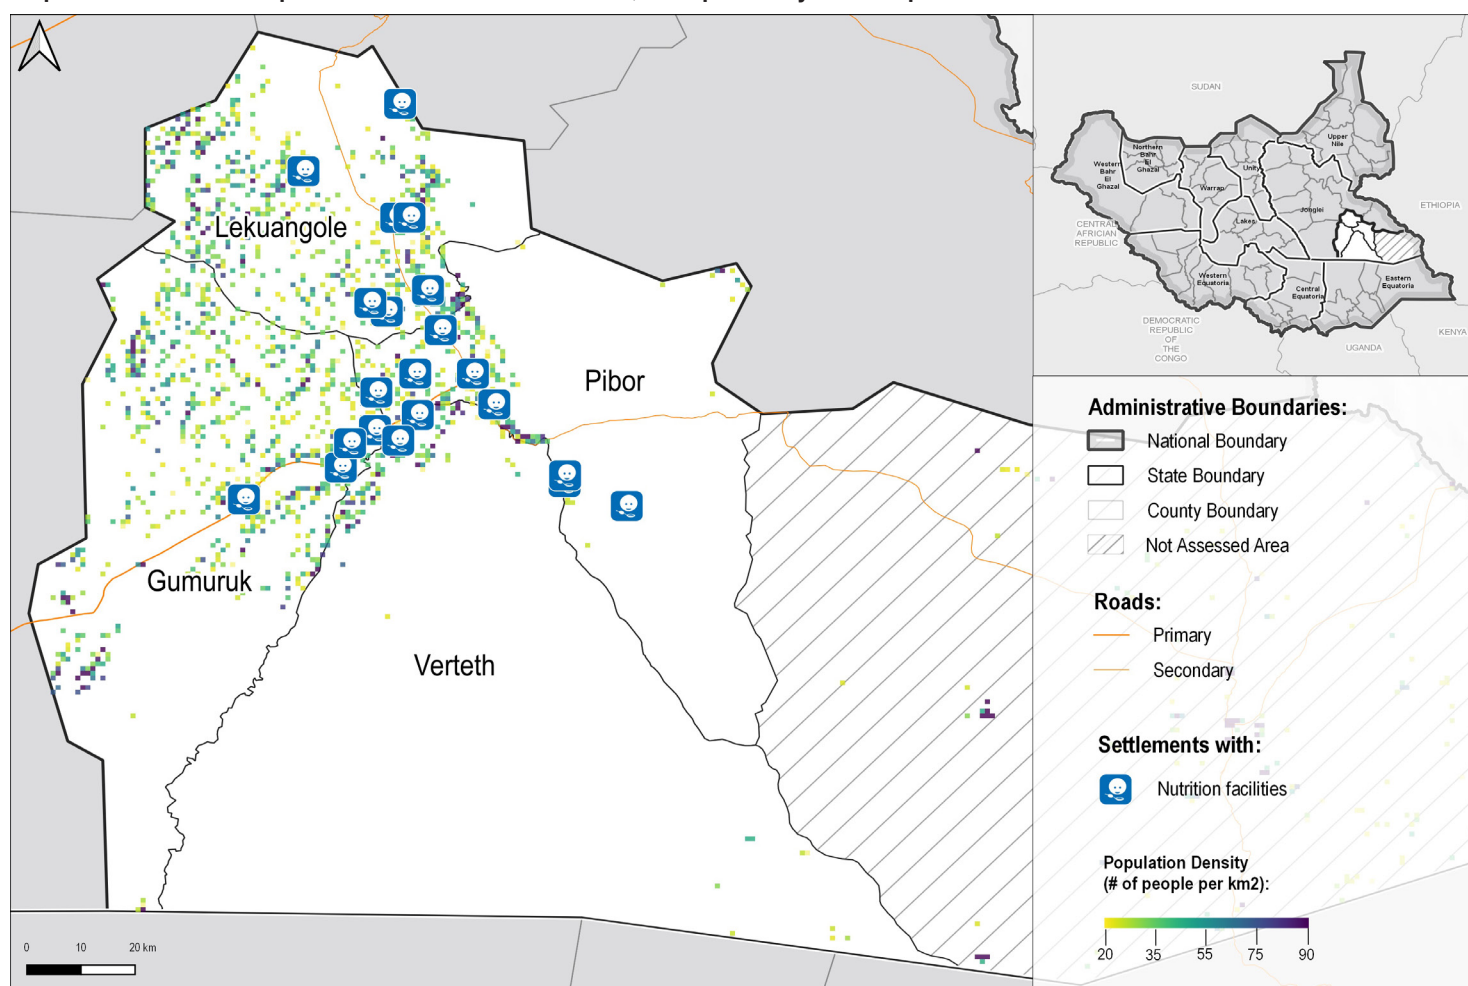 SUDAN
Upper
Nile
Northern
Bahr
El
Ghazal
Western
Bahr
El
Ghazal
Unity
Warrap
ETHIOPIA
Jonglei
Lakes
CENTRAL
AFRICAN
REPUBLIC
Western
Equatoria
Central
Equatoria
Eastern
Equatoria
DEMOCRATIC
REPUBLIC
OF
THE
CONGO
UGANDA
KENYA
Lekuangole
Pibor
Gumuruk
Verteth
0 10 20 km
Administrative Boundaries:
National Boundary
State Boundary
County Boundary
Not Assessed Area
Roads:
Primary
Secondary
Settlements with:
Nutrition facilities
Population Density
(# of people per km2):
20 35 55 75 90